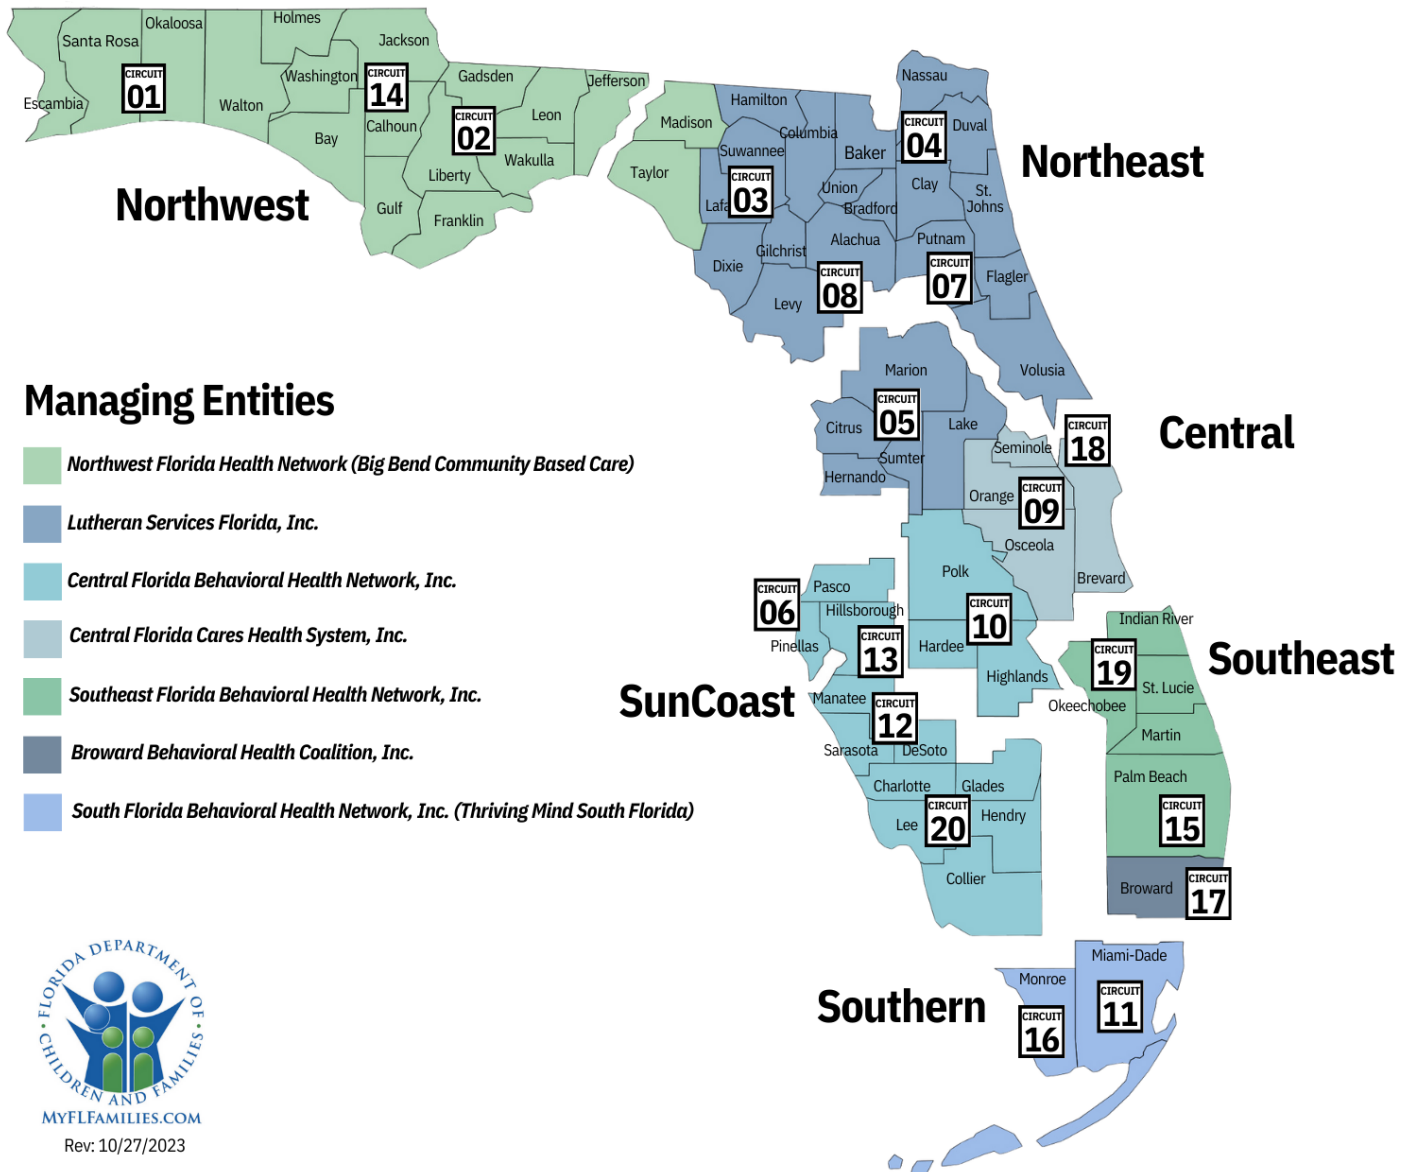 Holmes
Okaloosa
Santa Rosa
Jackson
Washington
CIRCUIT
01
CIRCUIT
14
Gadsden
Jefferson
Escambia
Walton
Calhoun
CIRCUIT
02
Leon
Bay
Wakulla
Liberty
Gulf
Franklin
Northwest
Madison
Taylor
Nassau
Hamilton
Columbia
Suwannee
Baker
CIRCUIT
04
Duval
CIRCUIT
03
Lafa
Union
Bradford
Clay
St.
Johns
Northeast
Gilchrist
Alachua
Putnam
Dixie
Levy
CIRCUIT
08
CIRCUIT
07
Flagler
Volusia
Marion
CIRCUIT
05
Citrus
Lake
Sumter
Hernando
Central
CIRCUIT
18
Seminole
Orange
CIRCUIT
09
Osceola
Brevard
Managing Entities
Northwest Florida Health Network (Big Bend Community Based Care)
Lutheran Services Florida, Inc.
Central Florida Behavioral Health Network, Inc.
Central Florida Cares Health System, Inc.
Southeast Florida Behavioral Health Network, Inc.
Broward Behavioral Health Coalition, Inc.
South Florida Behavioral Health Network, Inc. (Thriving Mind South Florida)
Polk
Pasco
CIRCUIT
06
Hillsborough
CIRCUIT
10
Pinellas
CIRCUIT
13
Hardee
Highlands
SunCoast
Manatee
CIRCUIT
12
Sarasota
DeSoto
Charlotte
Glades
Lee
CIRCUIT
20
Hendry
Collier
Indian River
CIRCUIT
19
Southeast
St. Lucie
Okeechobee
Martin
Palm Beach
CIRCUIT
15
Broward
CIRCUIT
17
Miami-Dade
Monroe
Southern
CIRCUIT
16
CIRCUIT
11
• FLORIDA DEPARTMENT OF •
CHILDREN AND FAMILIES
MYFLFAMILIES.COM
Rev: 10/27/2023